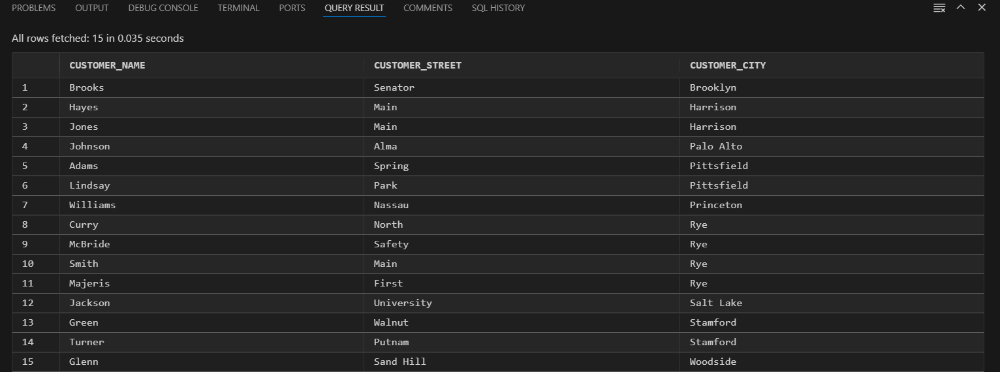 PROBLEMS OUTPUT DEBUG CONSOLE TERMINAL PORTS QUERY RESULT COMMENTS SQL HISTORY
All rows fetched: 15 in 0.035 seconds
CUSTOMER_NAME CUSTOMER_STREET CUSTOMER_CITY
1 Brooks Senator Brooklyn
2 Hayes Main Harrison
3 Jones Main Harrison
4 Johnson Alma Palo Alto
5 Adams Spring Pittsfield
6 Lindsay Park Pittsfield
7 Williams Nassau Princeton
8 Curry North Rye
9 McBride Safety Rye
10 Smith Main Rye
11 Majeris First Rye
12 Jackson University Salt Lake
13 Green Walnut Stamford
14 Turner Putnam Stamford
15 Glenn Sand Hill Woodside